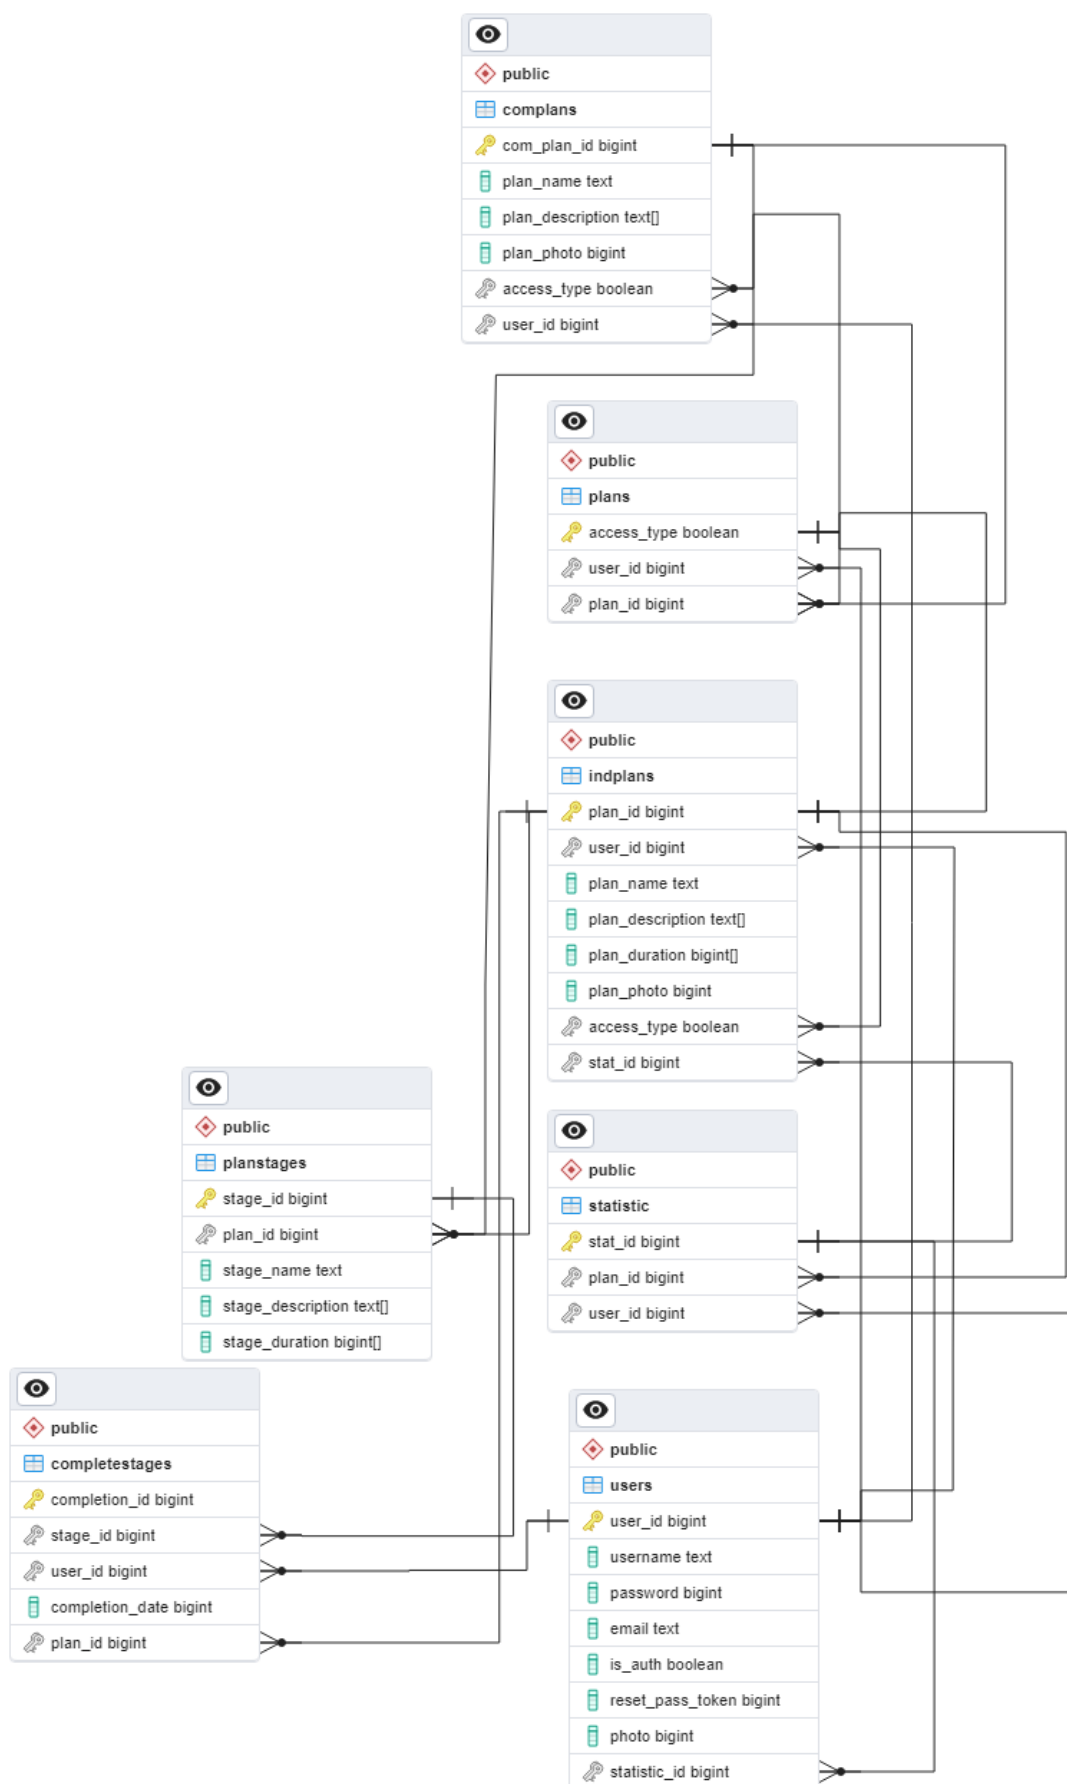 public
complans
com_plan_id bigint
plan_name text
plan_description text[]
plan_photo bigint
access_type boolean
user_id bigint
public
plans
access_type boolean
user_id bigint
plan_id bigint
public
indplans
plan_id bigint
user_id bigint
plan_name text
plan_description text[]
plan_duration bigint[]
plan_photo bigint
access_type boolean
stat_id bigint
public
planstages
stage_id bigint
plan_id bigint
stage_name text
stage_description text[]
stage_duration bigint[]
public
statistic
stat_id bigint
plan_id bigint
user_id bigint
public
completestages
completion_id bigint
stage_id bigint
user_id bigint
completion_date bigint
plan_id bigint
public
users
user_id bigint
username text
password bigint
email text
is_auth boolean
reset_pass_token bigint
photo bigint
statistic_id bigint